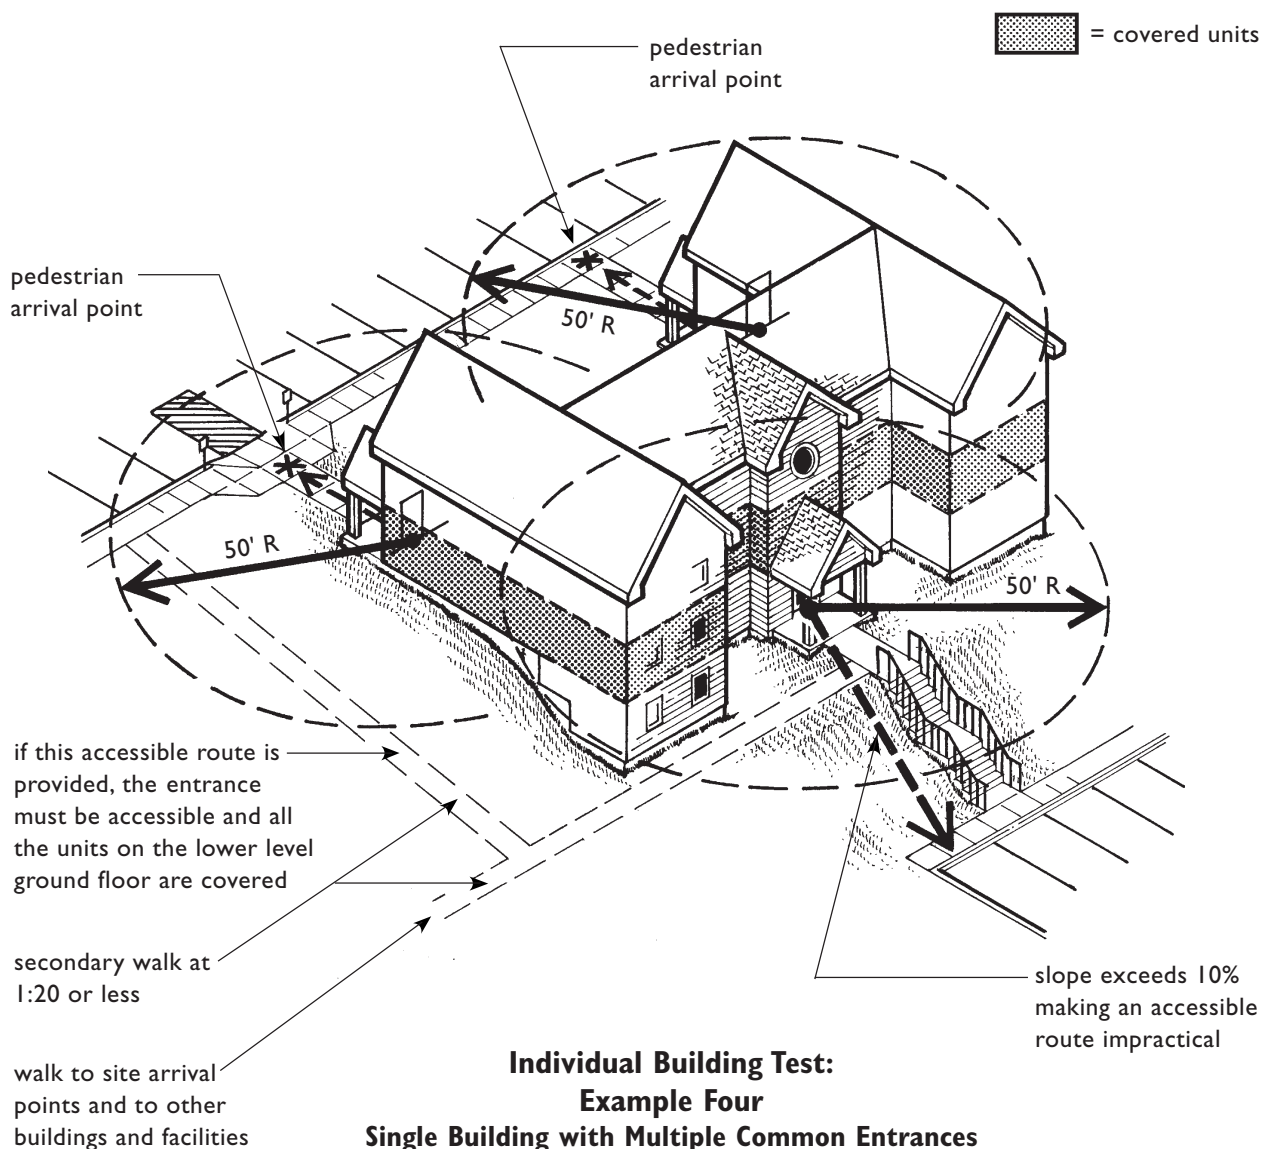 = covered units
pedestrian
arrival point
pedestrian
arrival point
50' R
50' R
50' R
if this accessible route is
provided, the entrance
must be accessible and all
the units on the lower level
ground floor are covered
secondary walk at
1:20 or less
walk to site arrival
points and to other
buildings and facilities
slope exceeds 10%
making an accessible
route impractical
Individual Building Test:
Example Four
Single Building with Multiple Common Entrances